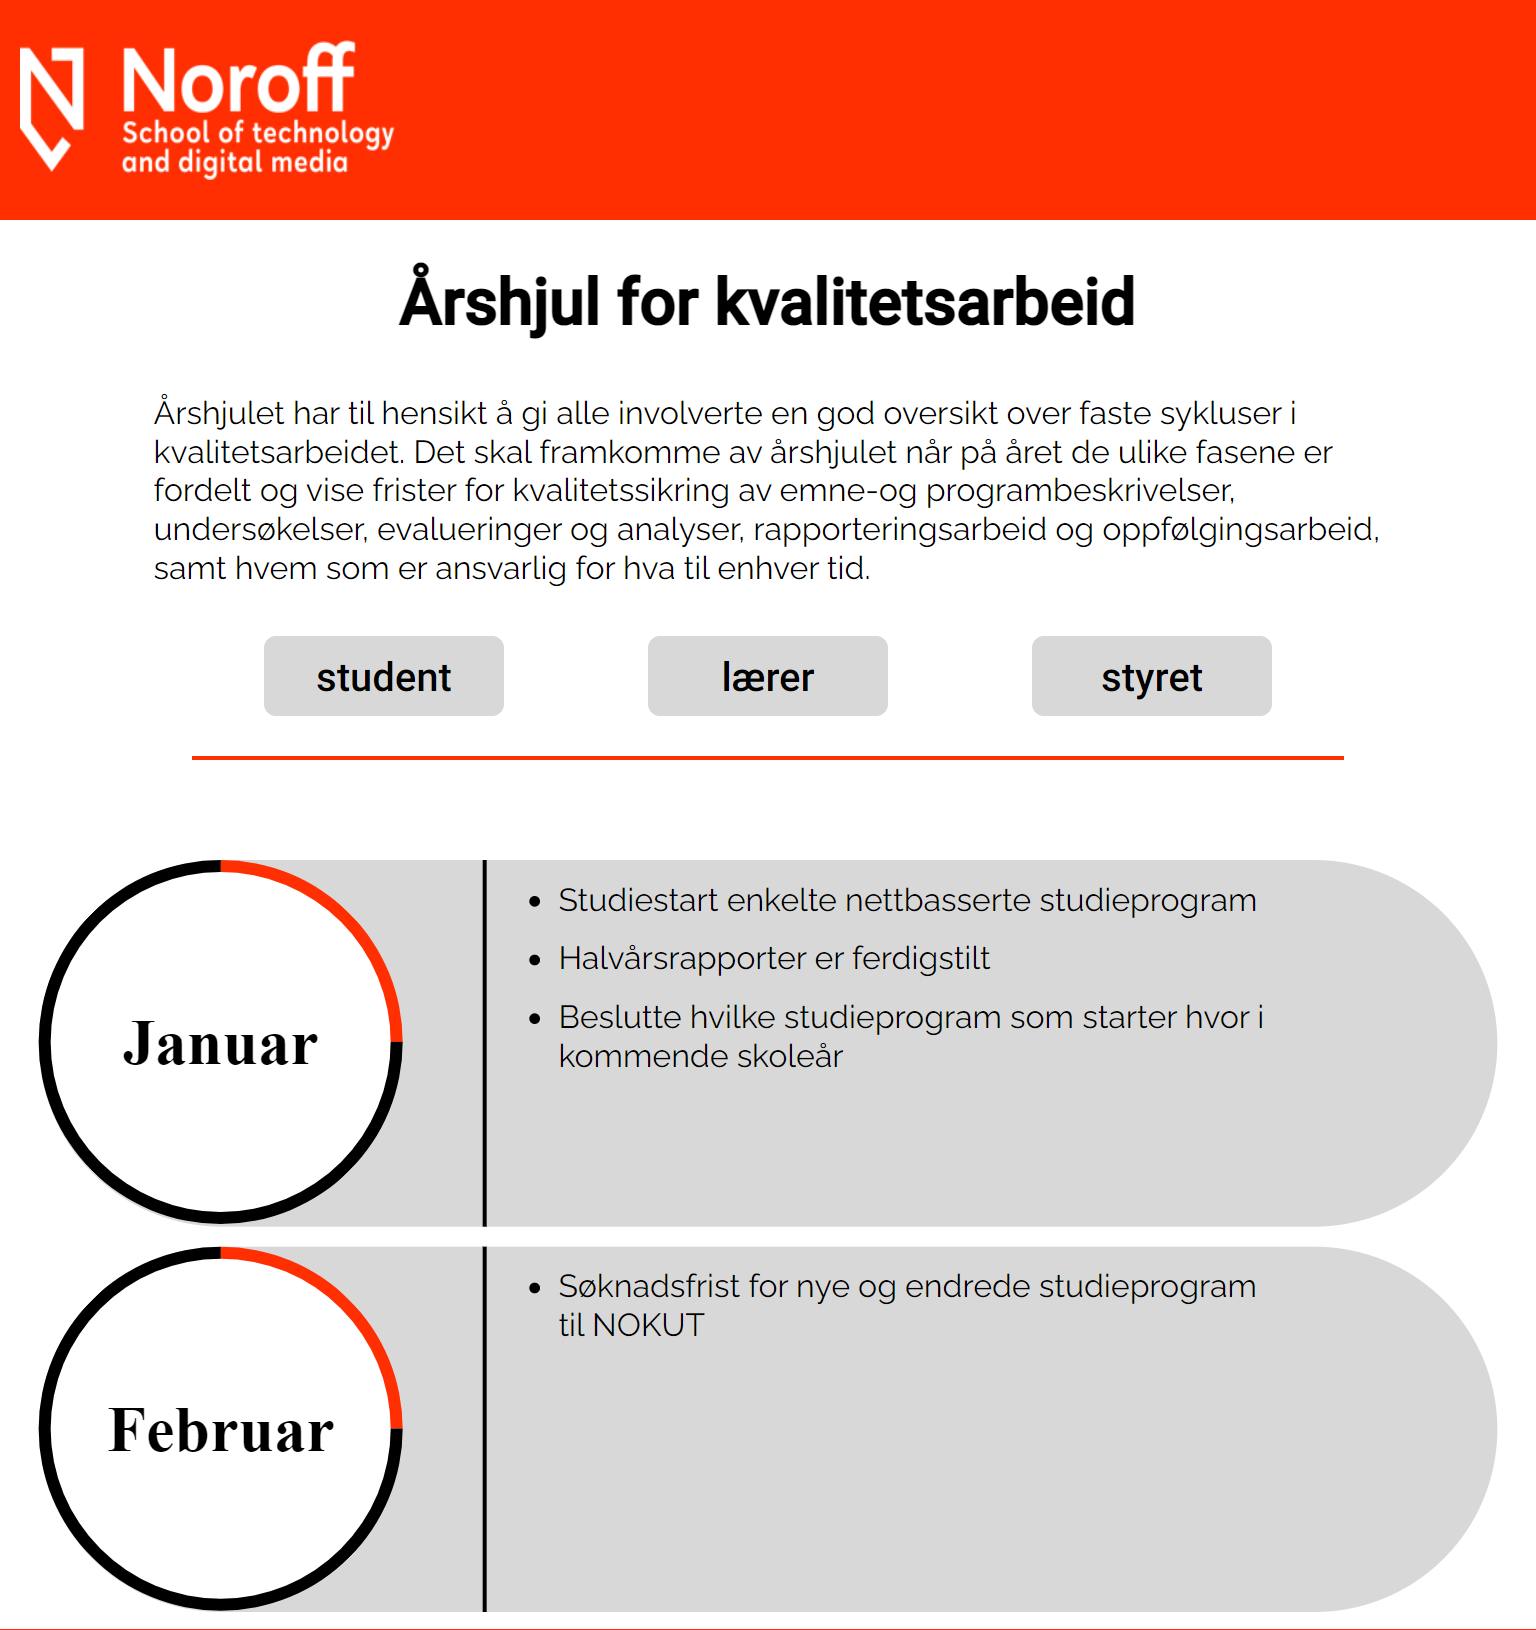 Noroff
School of technology
and digital media
Årshjul for kvalitetsarbeid
Årshjulet har til hensikt å gi alle involverte en god oversikt over faste sykluser i
kvalitetsarbeidet. Det skal framkomme av årshjulet når på året de ulike fasene er
fordelt og vise frister for kvalitetssikring av emne-og programbeskrivelser,
undersøkelser, evalueringer og analyser, rapporteringsarbeid og oppfølgingsarbeid,
samt hvem som er ansvarlig for hva til enhver tid.
student
lærer
styret
Januar
• Studiestart enkelte nettbasserte studieprogram
• Halvårsrapporter er ferdigstilt
• Beslutte hvilke studieprogram som starter hvor i
kommende skoleår
Februar
• Søknadsfrist for nye og endrede studieprogram
til NOKUT